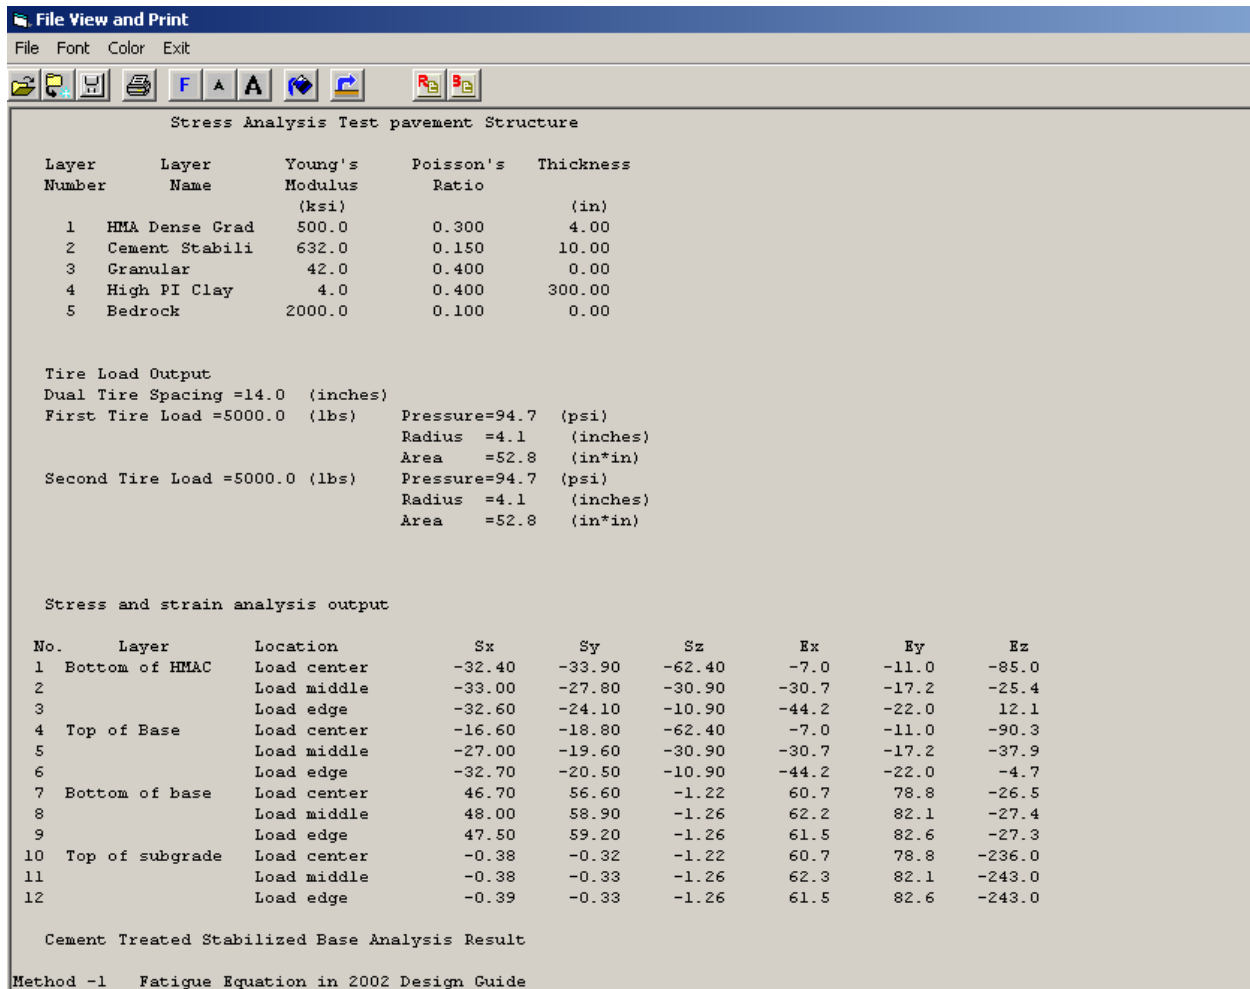 File View and Print
File Font Color Exit
F A A R B
Stress Analysis Test pavement Structure
Layer Layer Young's Poisson's Thickness
Number Name Modulus Ratio
(ksi) (in)
1 HMA Dense Grad 500.0 0.300 4.00
2 Cement Stabili 632.0 0.150 10.00
3 Granular 42.0 0.400 0.00
4 High PI Clay 4.0 0.400 300.00
5 Bedrock 2000.0 0.100 0.00
Tire Load Output
Dual Tire Spacing =14.0 (inches)
First Tire Load =5000.0 (lbs) Pressure=94.7 (psi)
Radius =4.1 (inches)
Area =52.8 (in*in)
Second Tire Load =5000.0 (lbs) Pressure=94.7 (psi)
Radius =4.1 (inches)
Area =52.8 (in*in)
Stress and strain analysis output
No. Layer Location Sx Sy Sz Ex Ey Ez
1 Bottom of HMAC Load center -32.40 -33.90 -62.40 -7.0 -11.0 -85.0
2 Load middle -33.00 -27.80 -30.90 -30.7 -17.2 -25.4
3 Load edge -32.60 -24.10 -10.90 -44.2 -22.0 12.1
4 Top of Base Load center -16.60 -18.80 -62.40 -7.0 -11.0 -90.3
5 Load middle -27.00 -19.60 -30.90 -30.7 -17.2 -37.9
6 Load edge -32.70 -20.50 -10.90 -44.2 -22.0 -4.7
7 Bottom of base Load center 46.70 56.60 -1.22 60.7 78.8 -26.5
8 Load middle 48.00 58.90 -1.26 62.2 82.1 -27.4
9 Load edge 47.50 59.20 -1.26 61.5 82.6 -27.3
10 Top of subgrade Load center -0.38 -0.32 -1.22 60.7 78.8 -236.0
11 Load middle -0.38 -0.33 -1.26 62.3 82.1 -243.0
12 Load edge -0.39 -0.33 -1.26 61.5 82.6 -243.0
Cement Treated Stabilized Base Analysis Result
Method -1 Fatigue Equation in 2002 Design Guide